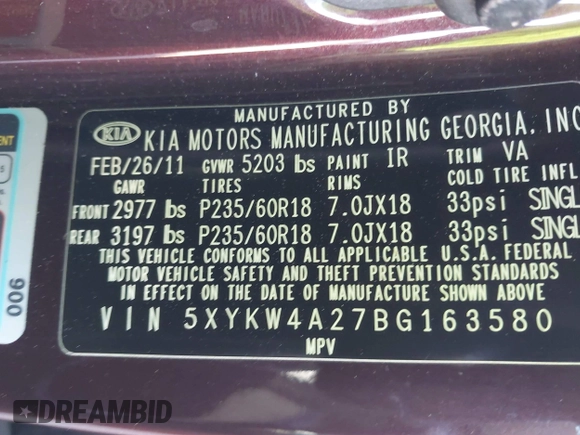 MANUFACTURED BY
KIA KIA MOTORS MANUFACTURING GEORGIA, INC
FEB/26/11 GVWR 5203 lbs PAINT IR TRIM VA
GAWR TIRES RIMS COLD TIRE INFL
FRONT 2977 lbs P235/60R18 7.0JX18 33psi SINGL
REAR 3197 lbs P235/60R18 7.0JX18 33psi SINGL
THIS VEHICLE CONFORMS TO ALL APPLICABLE U.S.A. FEDERAL
MOTOR VEHICLE SAFETY AND THEFT PREVENTION STANDARDS
IN EFFECT ON THE DATE OF MANUFACTURE SHOWN ABOVE
VIN 5XYKW4A27BG163580
MPV
006
DREAMBID